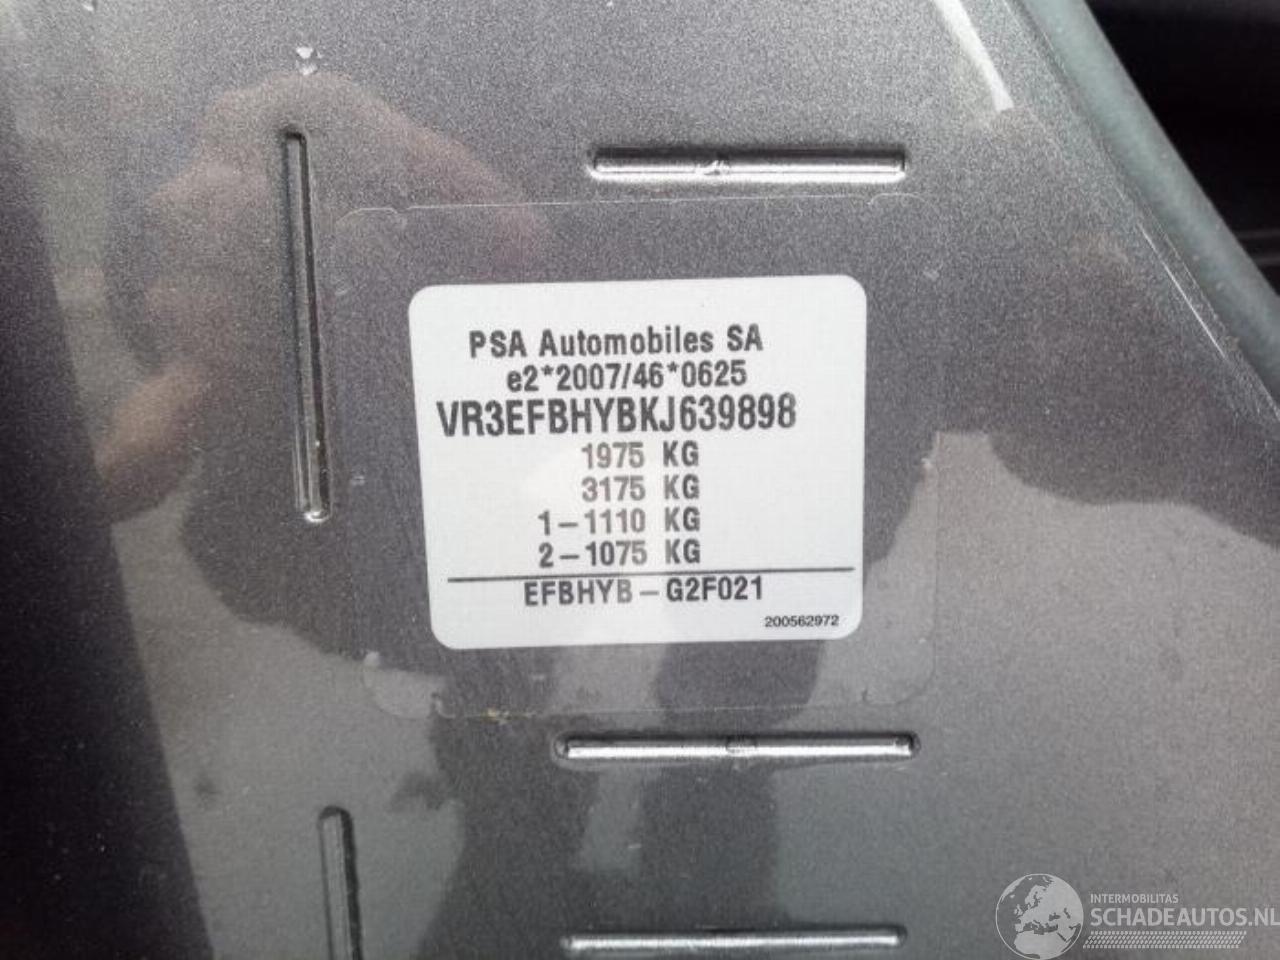 PSA Automobiles SA
e2*2007/46*0625
VR3EFBHYBKJ639898
1975 KG
3175 KG
1-1110 KG
2-1075 KG
EFBHYB-G2F021
200562972
INTERMOBILITAS
SCHADEAUTOS.NL